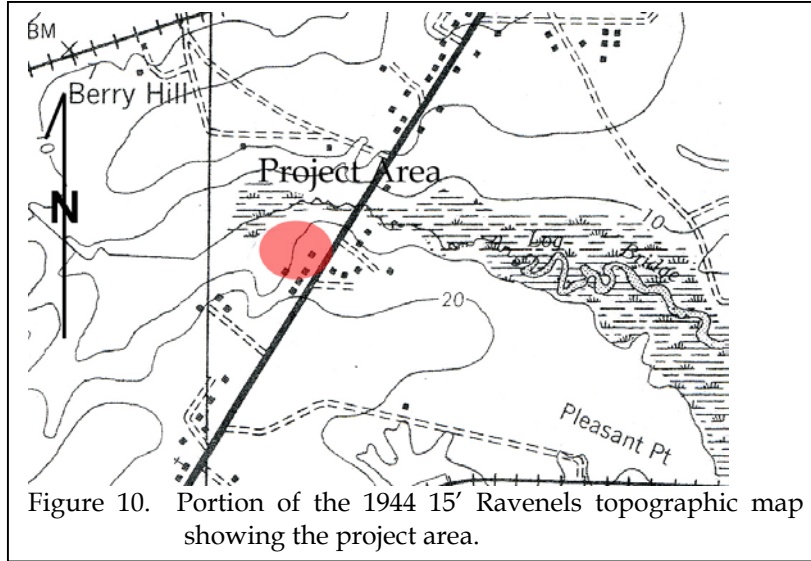 BM
Berry Hill
Project Area
N
0
10
Log Bridge
20
Pleasant Pt
Figure 10. Portion of the 1944 15’ Ravenels topographic map
showing the project area.